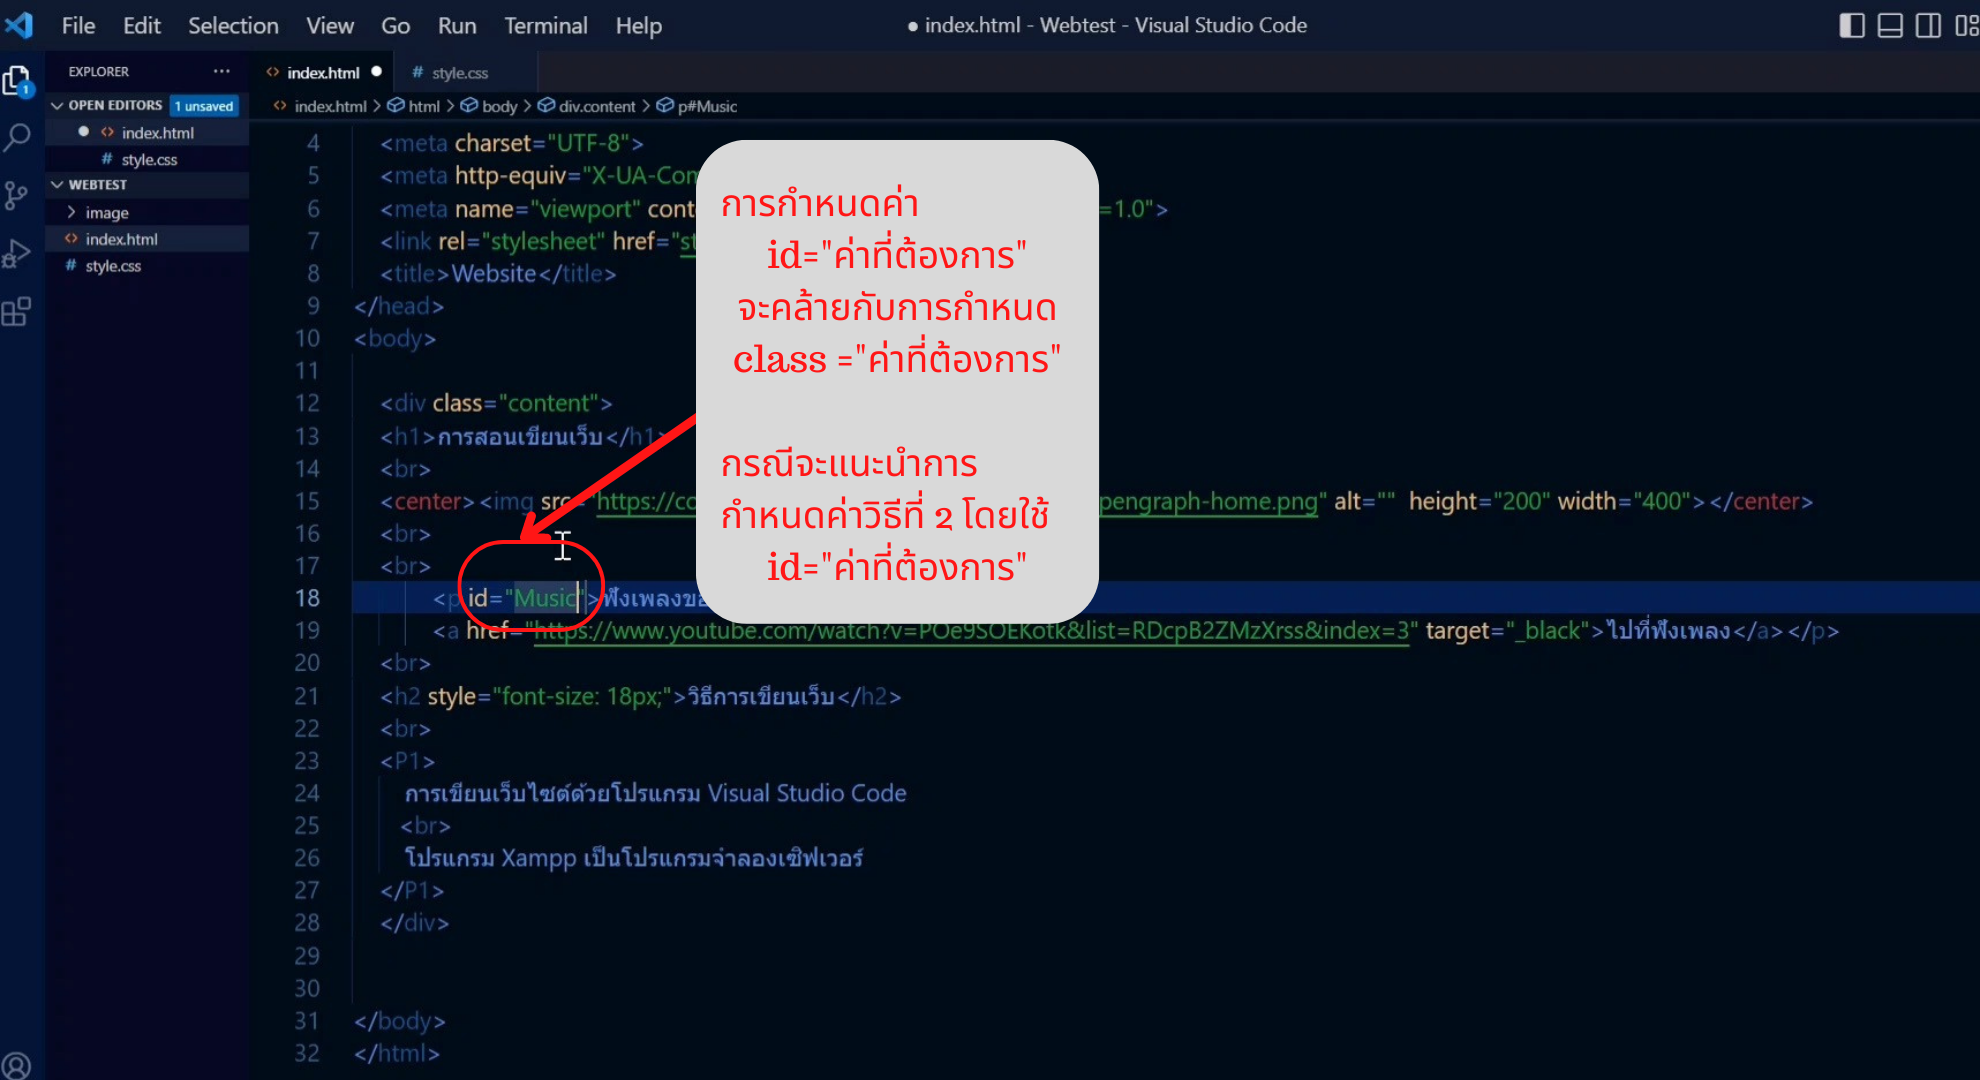 File Edit Selection View Go Run Terminal Help
● index.html - Webtest - Visual Studio Code
EXPLORER ···
index.html ●
# style.css
OPEN EDITORS 1 unsaved
index.html > html > body > div.content > p#Music
● <> index.html
# style.css
WEBTEST
> image
<> index.html
# style.css
4 <meta charset="UTF-8">
5 <meta http-equiv="X-UA-Com
6 <meta name="viewport" cont =1.0">
7 <link rel="stylesheet" href="st
8 <title>Website</title>
9 </head>
10 <body>
11
12 <div class="content">
13 <h1>การสอนเขียนเว็บ</h1>
14 <br>
15 <center><img src="https://co pengraph-home.png" alt="" height="200" width="400"></center>
16 <br>
17 <br>
18 <p id="Music">ฟังเพลงขอ
19 <a href="https://www.youtube.com/watch?v=POe9SOEKotk&list=RDcpB2ZMzXrss&index=3" target="_black">ไปที่ฟังเพลง</a></p>
20 <br>
21 <h2 style="font-size: 18px;">วิธีการเขียนเว็บ</h2>
22 <br>
23 <P1>
24 การเขียนเว็บไซต์ด้วยโปรแกรม Visual Studio Code
25 <br>
26 โปรแกรม Xampp เป็นโปรแกรมจำลองเซิฟเวอร์
27 </P1>
28 </div>
29
30
31 </body>
32 </html>
การกำหนดค่า
id="ค่าที่ต้องการ"
จะคล้ายกับการกำหนด
class ="ค่าที่ต้องการ"
กรณีจะแนะนำการ
กำหนดค่าวิธีที่ 2 โดยใช้
id="ค่าที่ต้องการ"